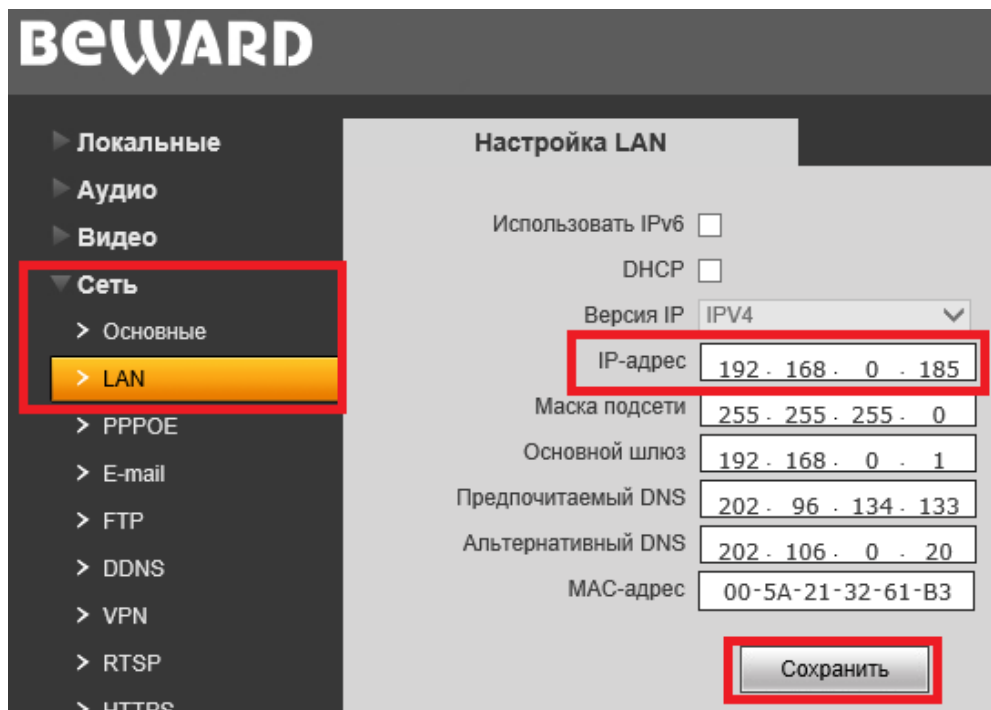 BEWARD
Локальные
Аудио
Видео
Сеть
Основные
LAN
PPPOE
E-mail
FTP
DDNS
VPN
RTSP
HTTPS
Настройка LAN
Использовать IPv6
DHCP
Версия IP IPV4
IP-адрес 192 . 168 . 0 . 185
Маска подсети 255 . 255 . 255 . 0
Основной шлюз 192 . 168 . 0 . 1
Предпочитаемый DNS 202 . 96 . 134 . 133
Альтернативный DNS 202 . 106 . 0 . 20
MAC-адрес 00-5A-21-32-61-B3
Сохранить